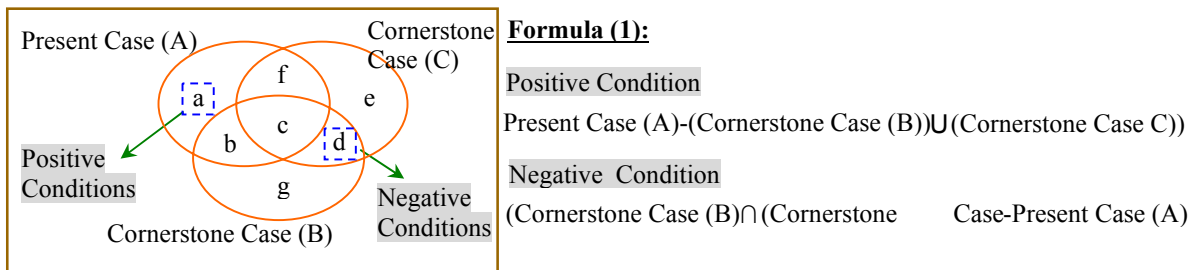 Present Case (A)
Cornerstone
Case (C)
f
a
e
c
b
d
Positive
Conditions
g
Negative
Conditions
Cornerstone Case (B)
Formula (1):
Positive Condition
Present Case (A)-(Cornerstone Case (B))∪(Cornerstone Case C))
Negative Condition
(Cornerstone Case (B)∩(Cornerstone Case-Present Case (A)